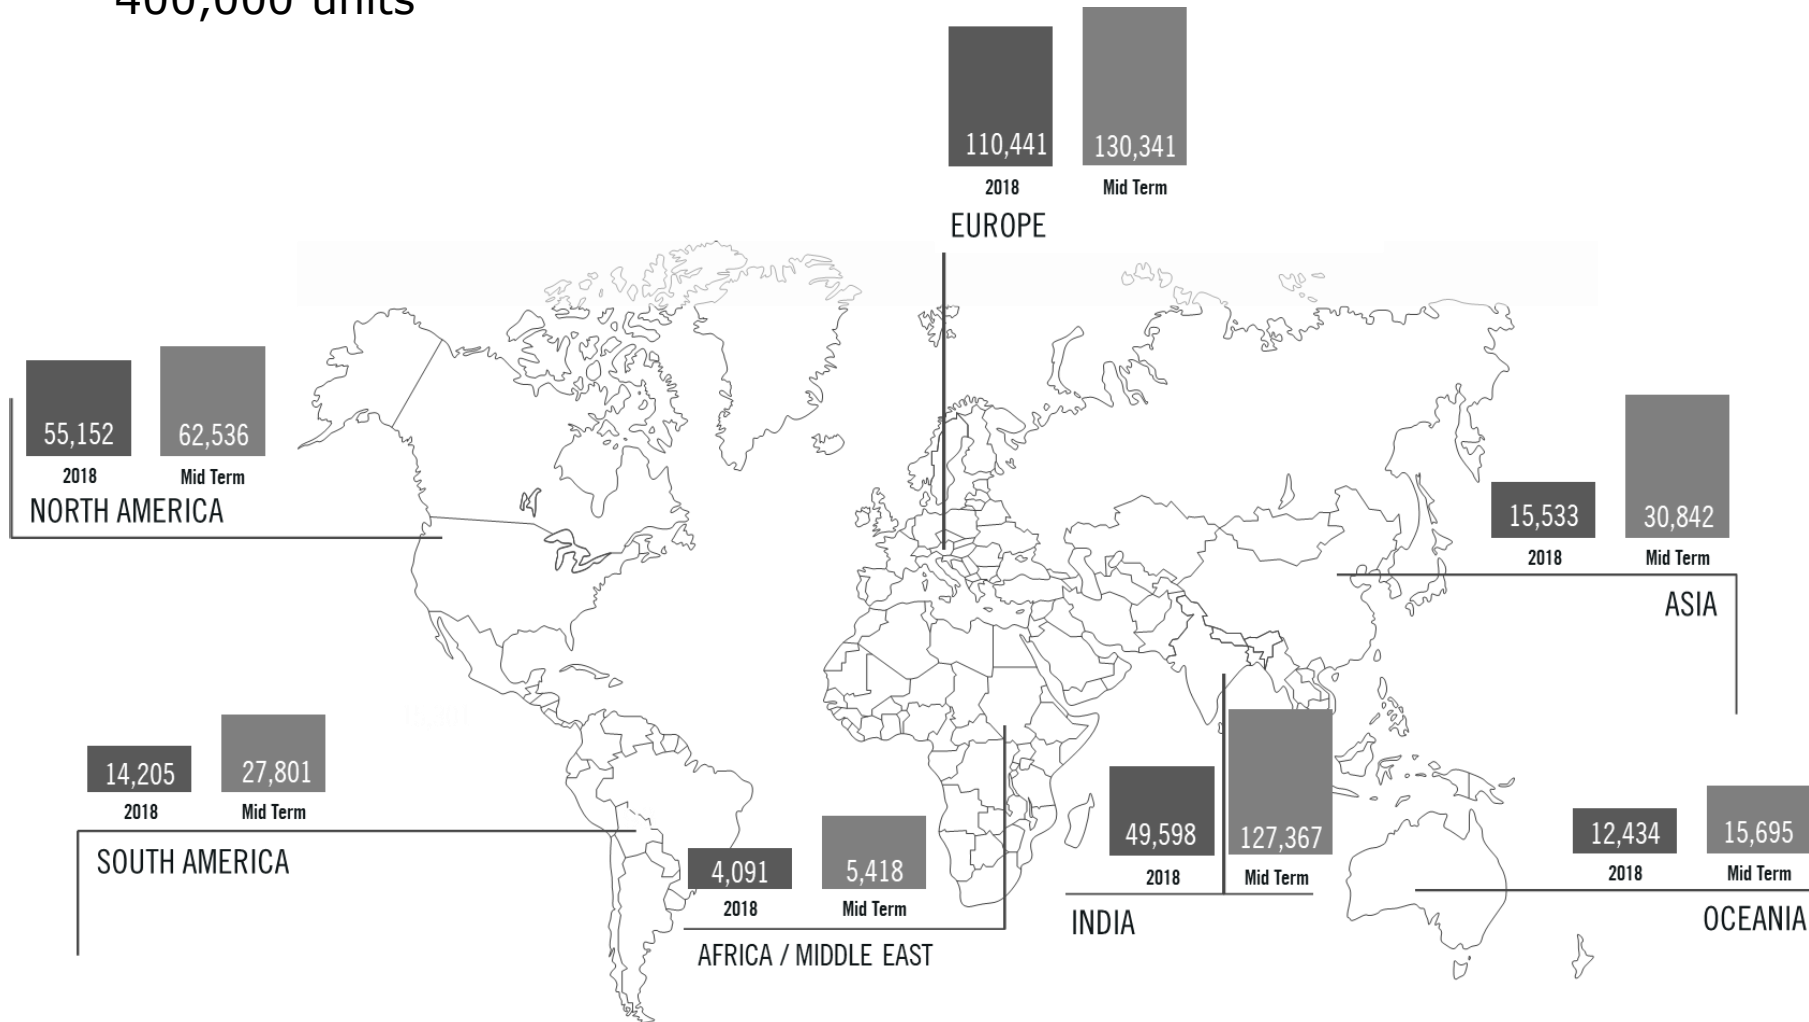 400,000 units
110,441
130,341
2018
Mid Term
EUROPE
55,152
62,536
2018
Mid Term
NORTH AMERICA
15,533
30,842
2018
Mid Term
ASIA
14,205
27,801
2018
Mid Term
SOUTH AMERICA
4,091
5,418
2018
Mid Term
AFRICA / MIDDLE EAST
49,598
127,367
2018
Mid Term
INDIA
12,434
15,695
2018
Mid Term
OCEANIA